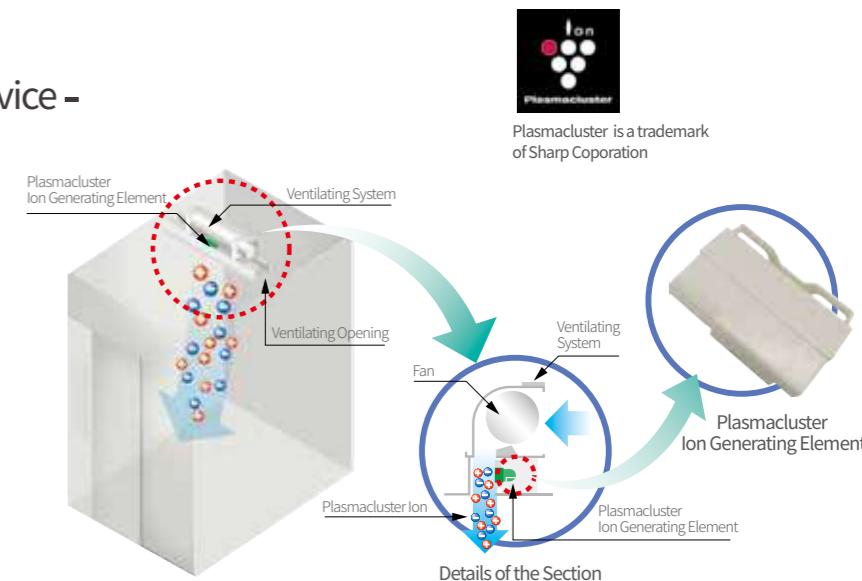 vice -
Ion
Plasmacluster
Plasmacluster is a trademark
of Sharp Coporation
Plasmacluster
Ion Generating Element
Ventilating System
Ventilating Opening
Ventilating
System
Fan
Plasmacluster
Ion Generating Element
Plasmacluster Ion
Plasmacluster
Ion Generating Element
Details of the Section